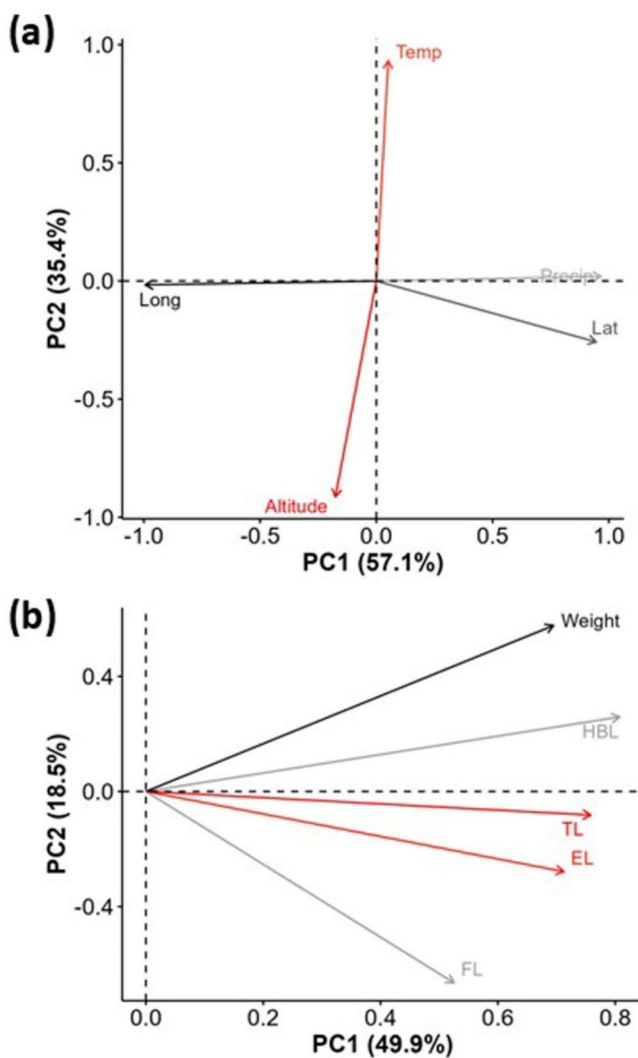 (a)
1.0
Temp
0.5
PC2 (35.4%)
0.0
Precip
Long
Lat
-0.5
Altitude
-1.0
-1.0 -0.5 0.0 0.5 1.0
PC1 (57.1%)
(b)
Weight
0.4
HBL
PC2 (18.5%)
0.0
TL
EL
-0.4
FL
0.0 0.2 0.4 0.6 0.8
PC1 (49.9%)